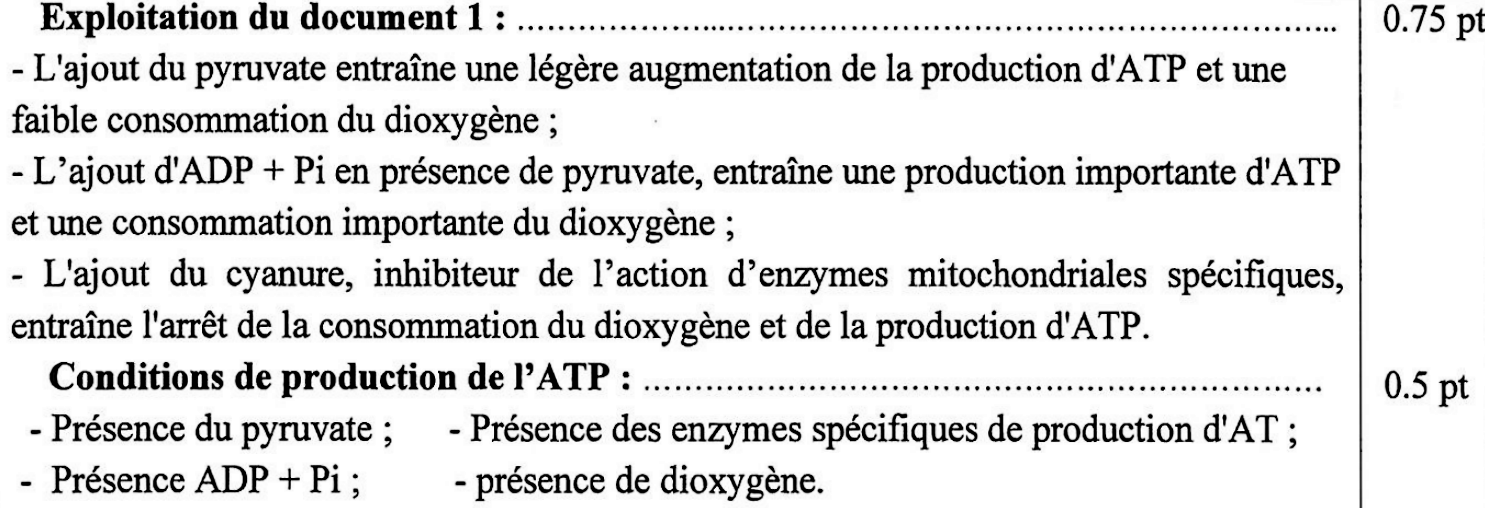 Exploitation du document 1 : ........................................................................................ 0.75 pt
- L'ajout du pyruvate entraîne une légère augmentation de la production d'ATP et une
faible consommation du dioxygène ;
- L’ajout d'ADP + Pi en présence de pyruvate, entraîne une production importante d'ATP
et une consommation importante du dioxygène ;
- L'ajout du cyanure, inhibiteur de l’action d’enzymes mitochondriales spécifiques,
entraîne l'arrêt de la consommation du dioxygène et de la production d'ATP.
Conditions de production de l’ATP : ...................................................................... 0.5 pt
- Présence du pyruvate ; - Présence des enzymes spécifiques de production d'AT ;
- Présence ADP + Pi ; - présence de dioxygène.